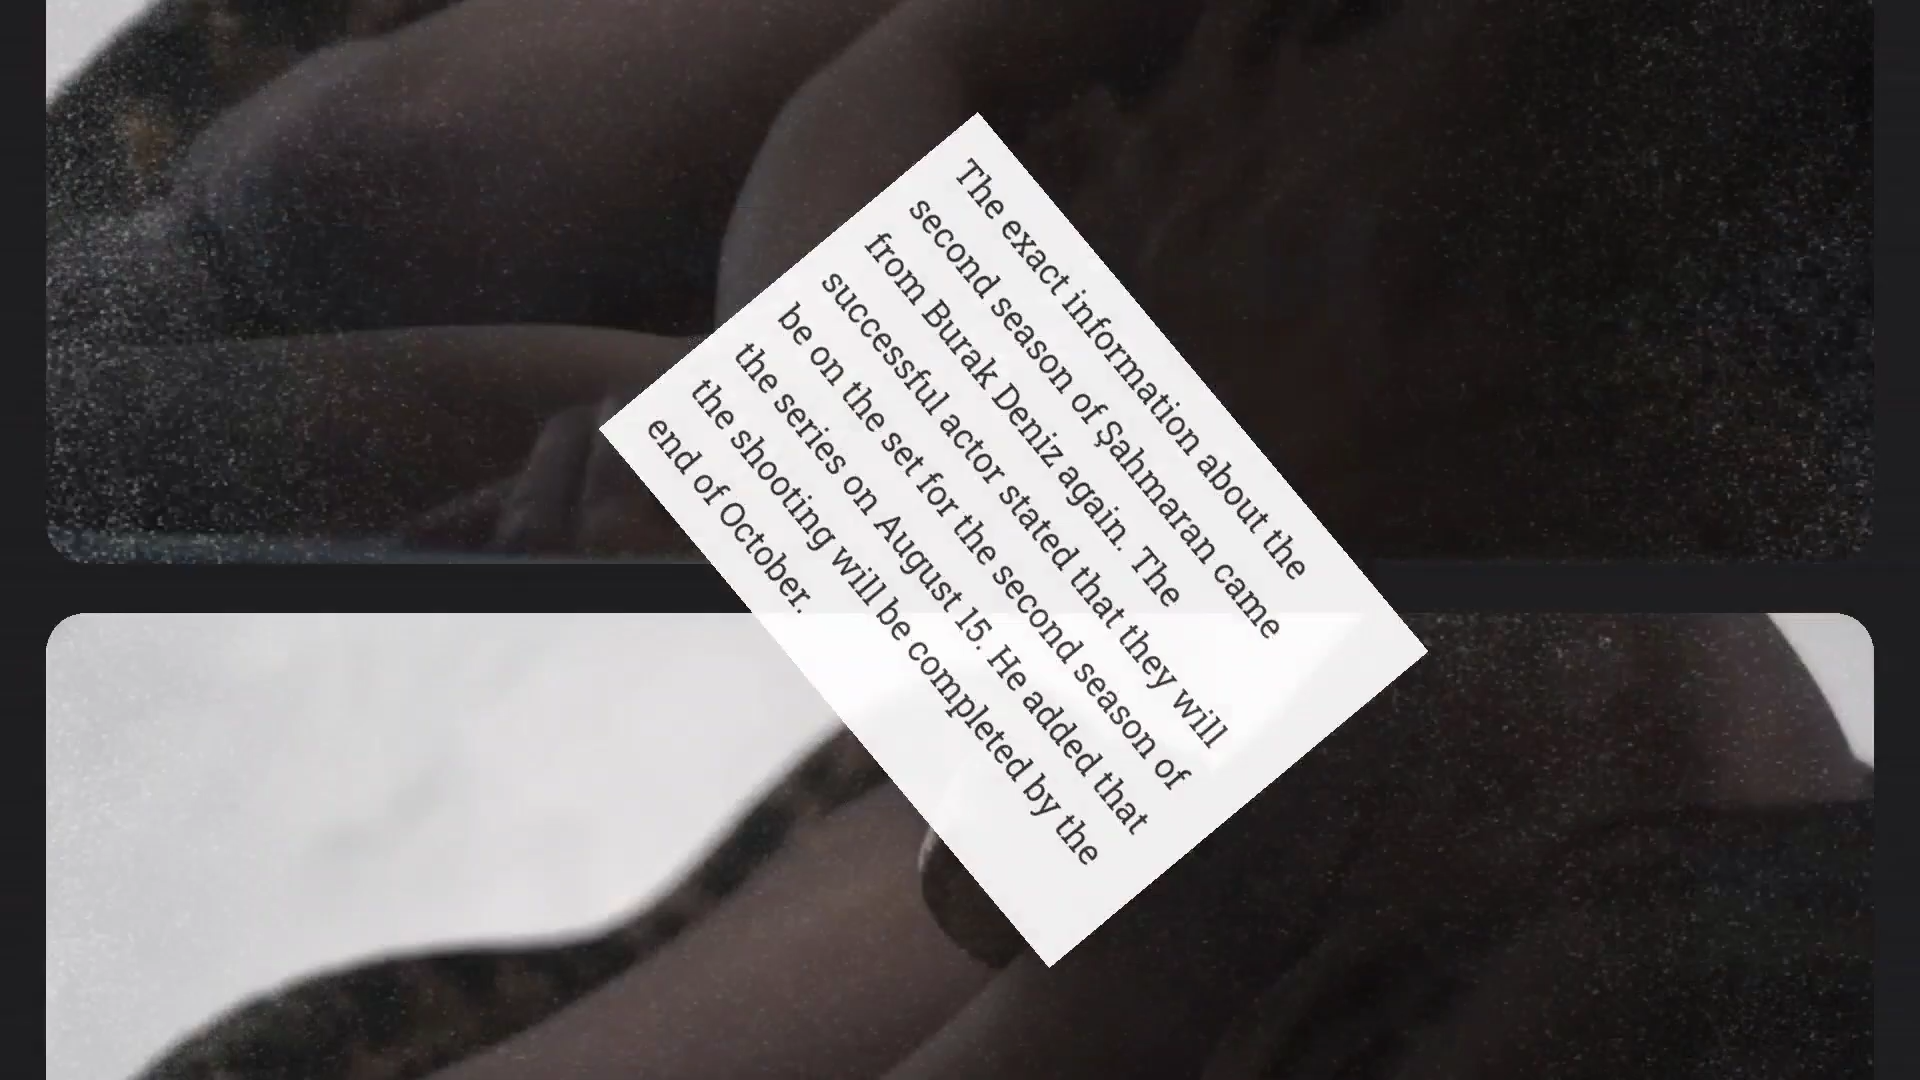 The exact information about the
second season of Şahmaran came
from Burak Deniz again. The
successful actor stated that they will
be on the set for the second season of
the series on August 15. He added that
the shooting will be completed by the
end of October.